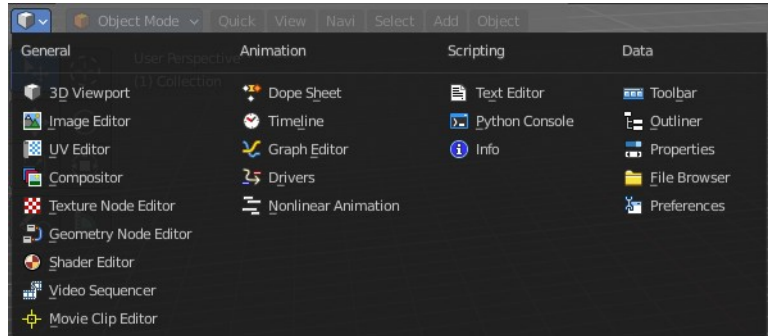 Object Mode Quick View Navi Select Add Object
User Perspective
(1) Collection
General Animation Scripting Data
3D Viewport Dope Sheet Text Editor Toolbar
Image Editor Timeline Python Console Outliner
UV Editor Graph Editor Info Properties
Compositor Drivers File Browser
Texture Node Editor Nonlinear Animation Preferences
Geometry Node Editor
Shader Editor
Video Sequencer
Movie Clip Editor